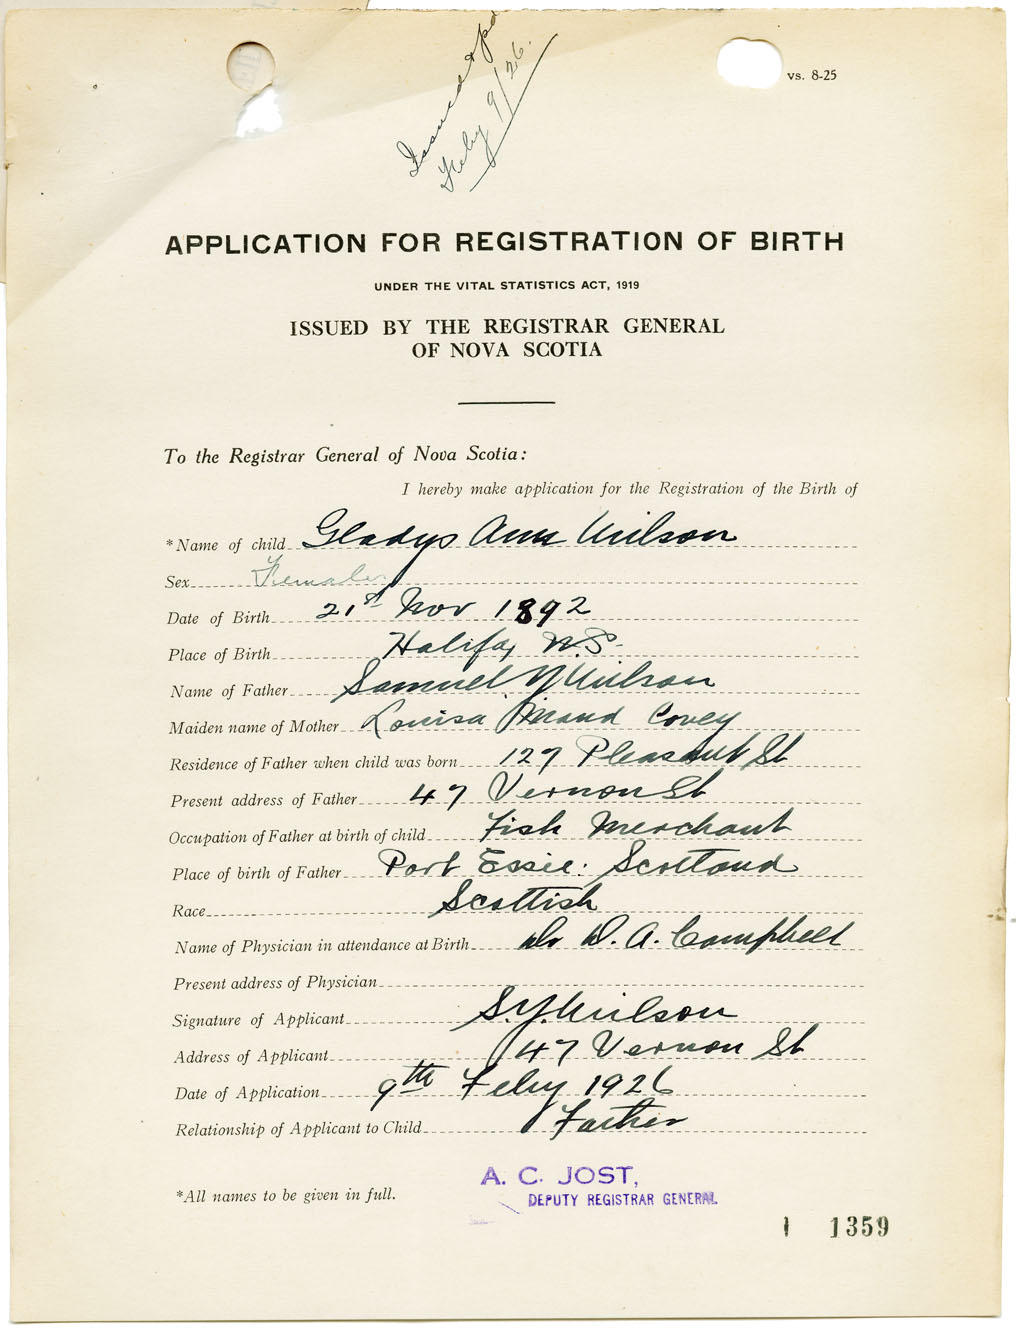 Issued & pd
Feby 9/26.
vs. 8-25
APPLICATION FOR REGISTRATION OF BIRTH
UNDER THE VITAL STATISTICS ACT, 1919
ISSUED BY THE REGISTRAR GENERAL
OF NOVA SCOTIA
To the Registrar General of Nova Scotia:
I hereby make application for the Registration of the Birth of
*Name of child Gladys Ann Wilson
Sex Female
Date of Birth 21st Nov 1892
Place of Birth Halifax N.S.
Name of Father Samuel Y Wilson
Maiden name of Mother Louisa Maud Covey
Residence of Father when child was born 127 Pleasant St
Present address of Father 47 Vernon St
Occupation of Father at birth of child Fish Merchant
Place of birth of Father Port Essie: Scotland
Race Scottish
Name of Physician in attendance at Birth Dr D. A. Campbell
Present address of Physician
Signature of Applicant S. Y. Wilson
Address of Applicant 47 Vernon St
Date of Application 9th Feby 1926
Relationship of Applicant to Child Father
A. C. JOST,
DEPUTY REGISTRAR GENERAL
*All names to be given in full.
1359